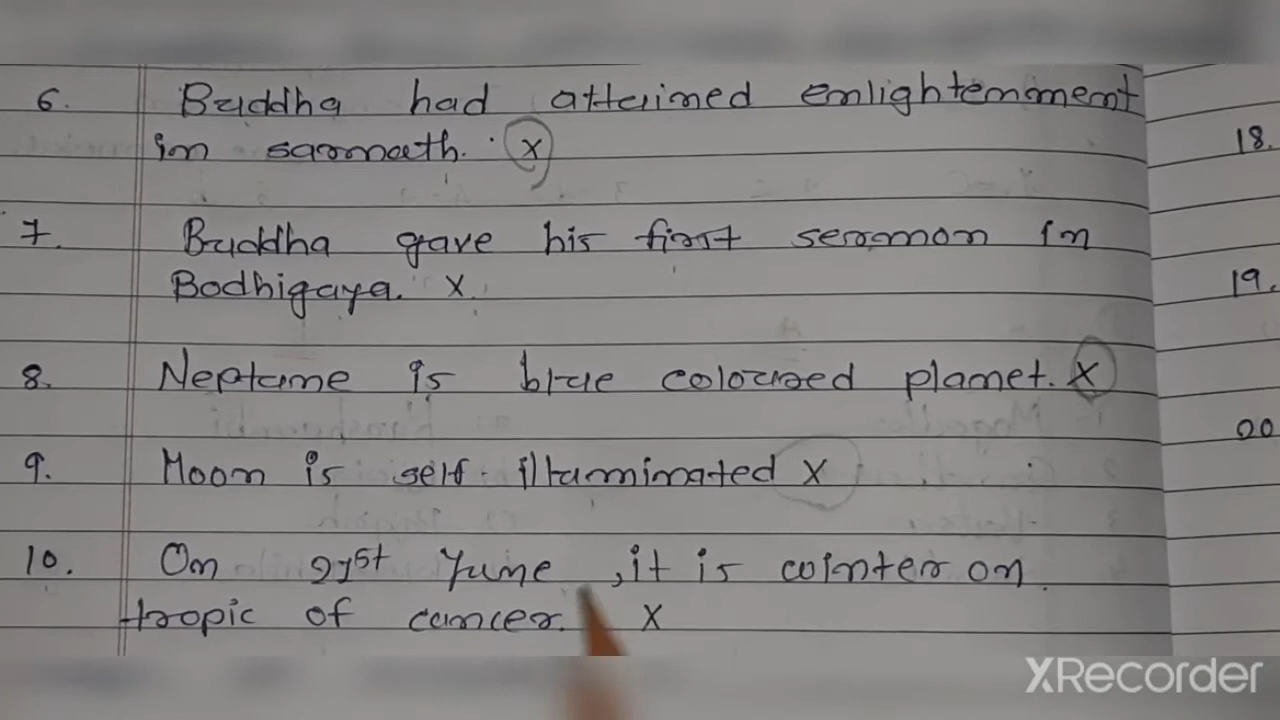 6. Buddha had attained enlightenment
in sarnath. X
18.
7. Buddha gave his first sermon in
Bodhigaya. X
19.
8. Neptune is blue coloured planet. X
20
9. Moon is self-illuminated X
10. On 21st June, it is winter on
tropic of cancer. X
XRecorder